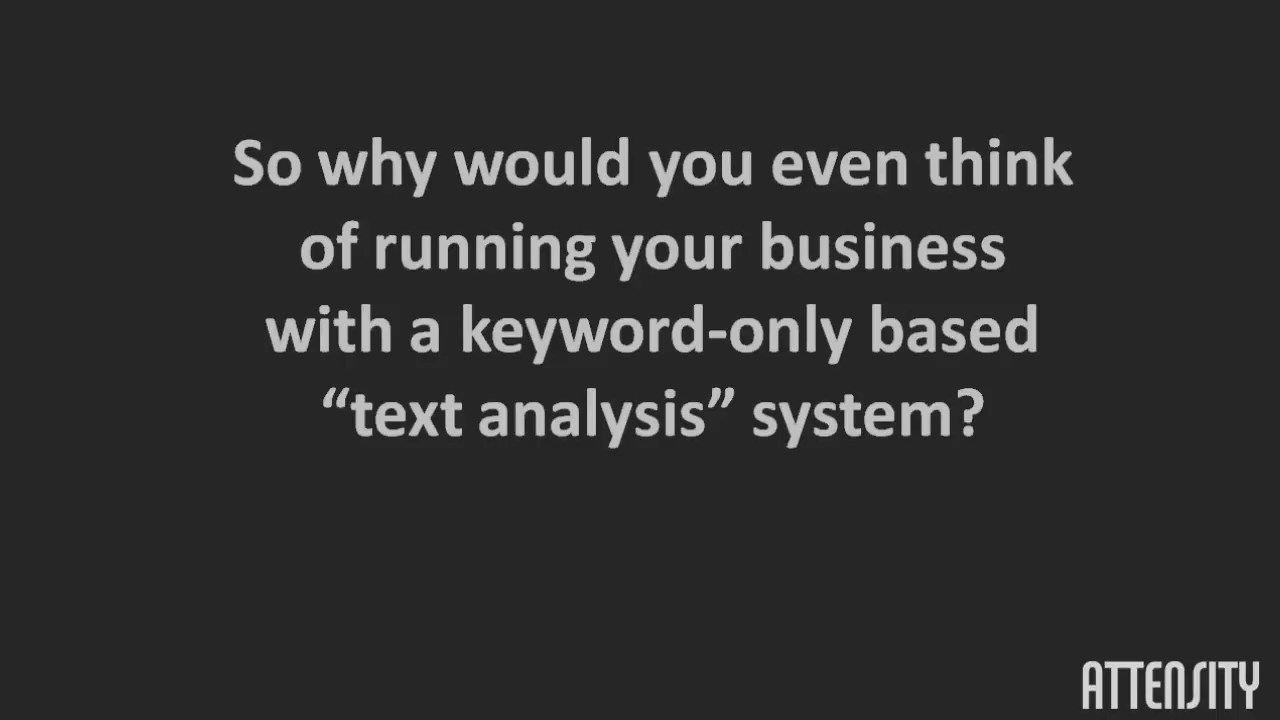 So why would you even think
of running your business
with a keyword-only based
“text analysis” system?
ATTENSITY